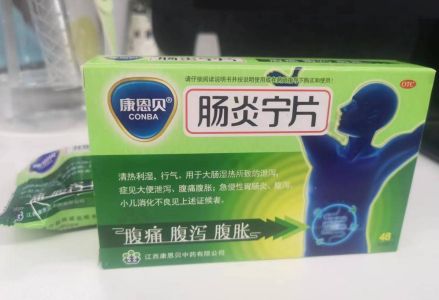 请仔细阅读说明书并按说明使用或在药师指导下购买和使用!
康恩贝®
CONBA
肠炎宁片
OTC
清热利湿，行气。用于大肠湿热所致的泄泻，
症见大便泄泻、腹痛腹胀；急慢性胃肠炎、腹泻、
小儿消化不良见上述证候者。
腹痛 腹泻 腹胀
江西康恩贝中药有限公司
48